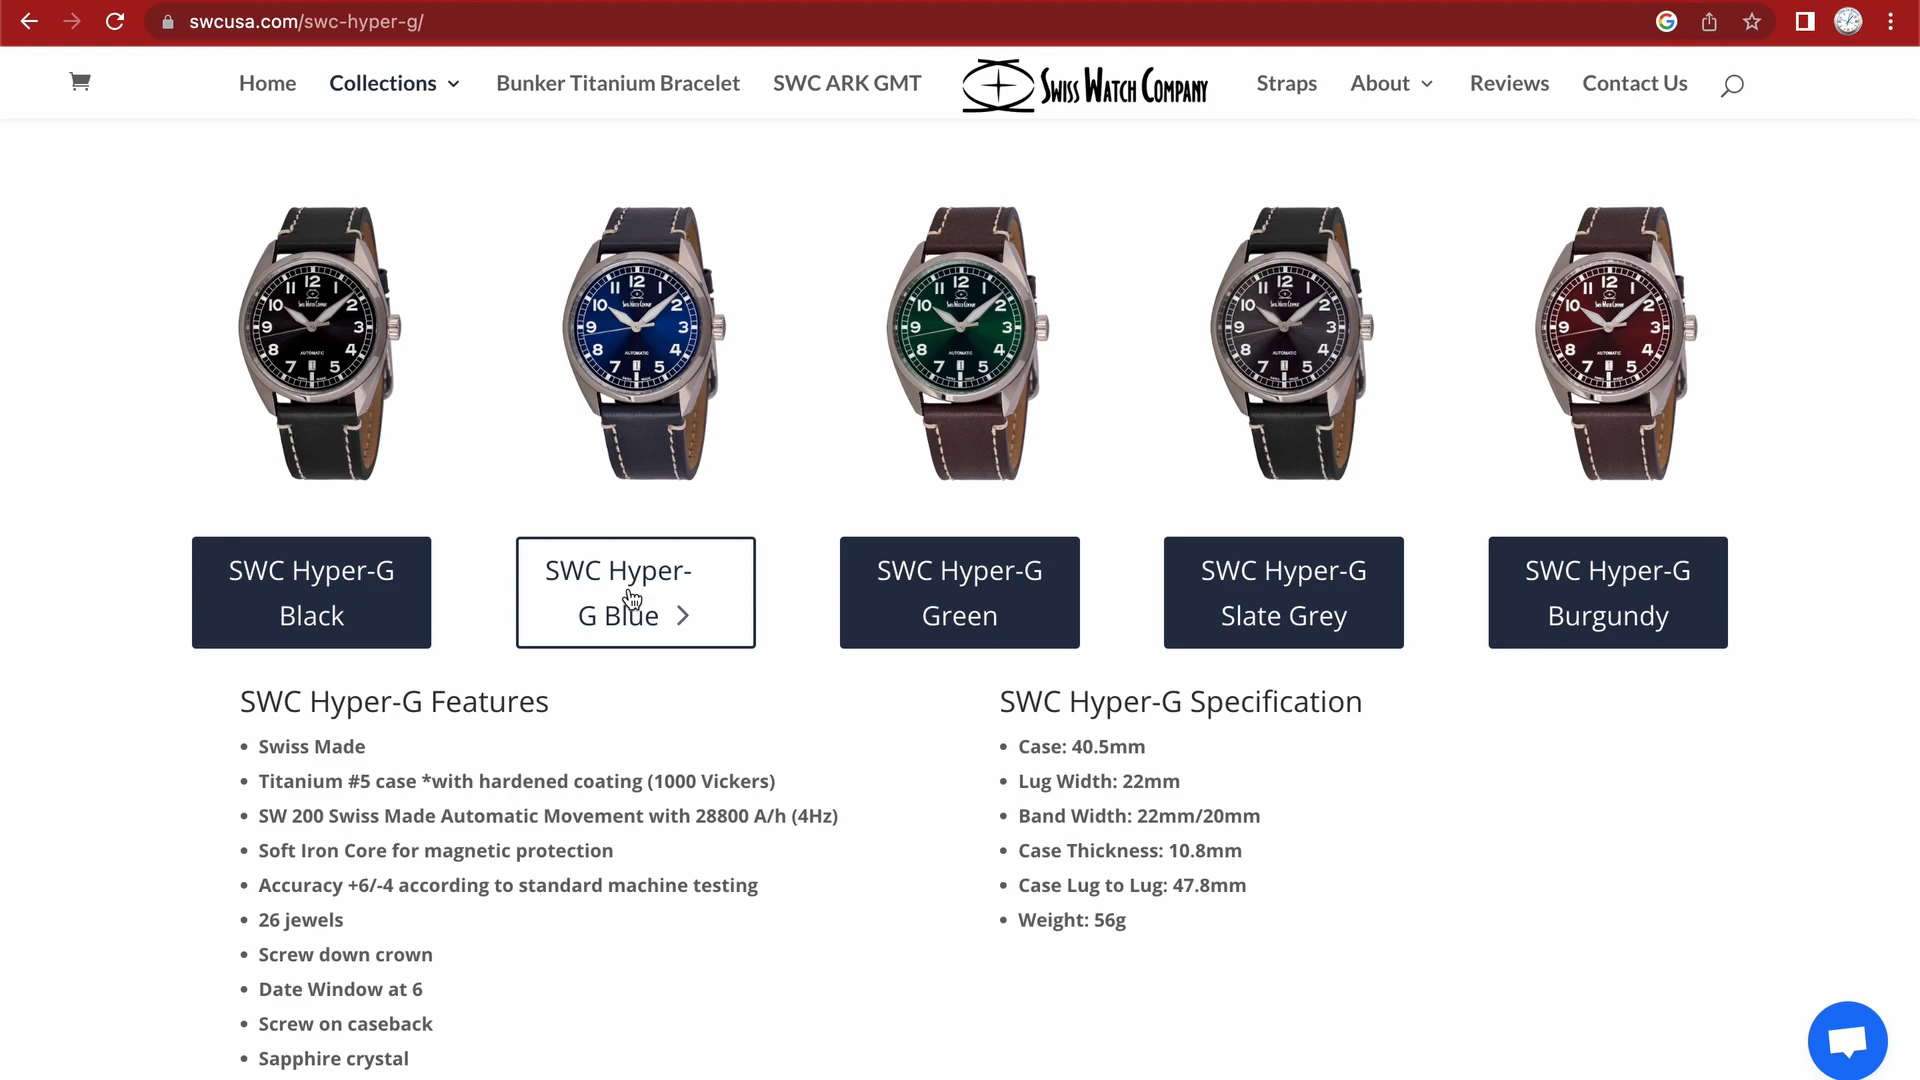 swcusa.com/swc-hyper-g/
Home
Collections
Bunker Titanium Bracelet
SWC ARK GMT
SWISS WATCH COMPANY
Straps
About
Reviews
Contact Us
SWC Hyper-G
Black
SWC Hyper-
G Blue
SWC Hyper-G
Green
SWC Hyper-G
Slate Grey
SWC Hyper-G
Burgundy
SWC Hyper-G Features
• Swiss Made
• Titanium #5 case *with hardened coating (1000 Vickers)
• SW 200 Swiss Made Automatic Movement with 28800 A/h (4Hz)
• Soft Iron Core for magnetic protection
• Accuracy +6/-4 according to standard machine testing
• 26 jewels
• Screw down crown
• Date Window at 6
• Screw on caseback
• Sapphire crystal
SWC Hyper-G Specification
• Case: 40.5mm
• Lug Width: 22mm
• Band Width: 22mm/20mm
• Case Thickness: 10.8mm
• Case Lug to Lug: 47.8mm
• Weight: 56g